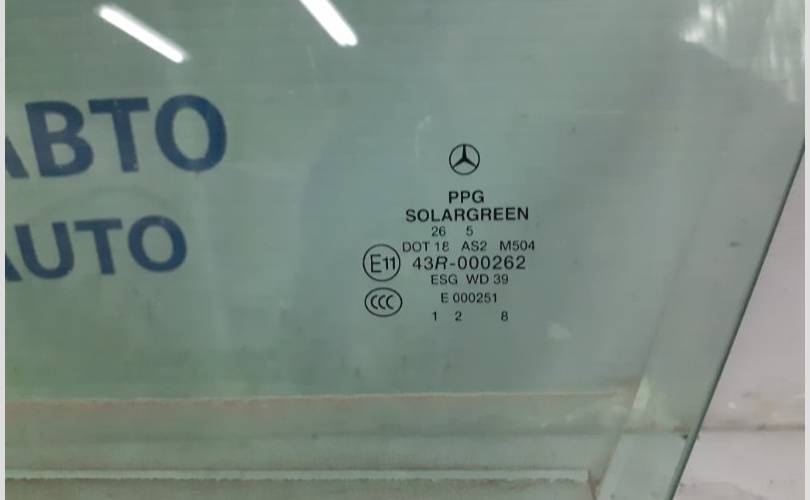 АВТО
AUTO
PPG
SOLARGREEN
26 5
DOT 18 AS2 M504
E11 43R-000262
ESG WD 39
CCC E 000251
1 2 8